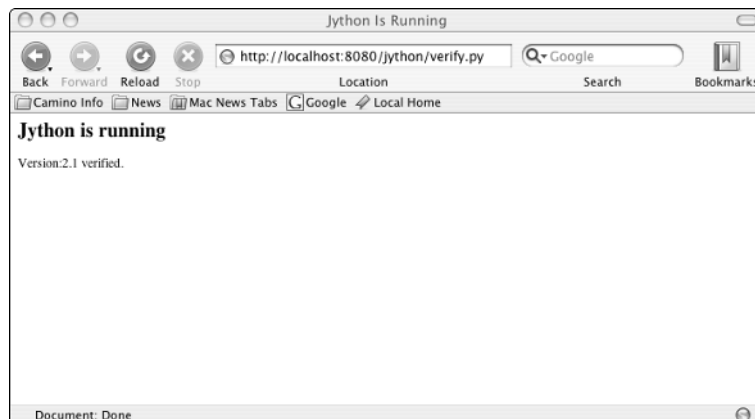 Jython Is Running
http://localhost:8080/jython/verify.py
Google
Back Forward Reload Stop Location Search Bookmarks
Camino Info News Mac News Tabs Google Local Home
Jython is running
Version:2.1 verified.
Document: Done